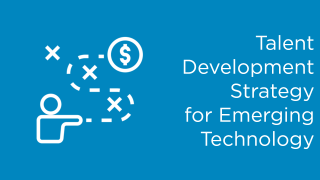 Talent
Development
Strategy
for Emerging
Technology